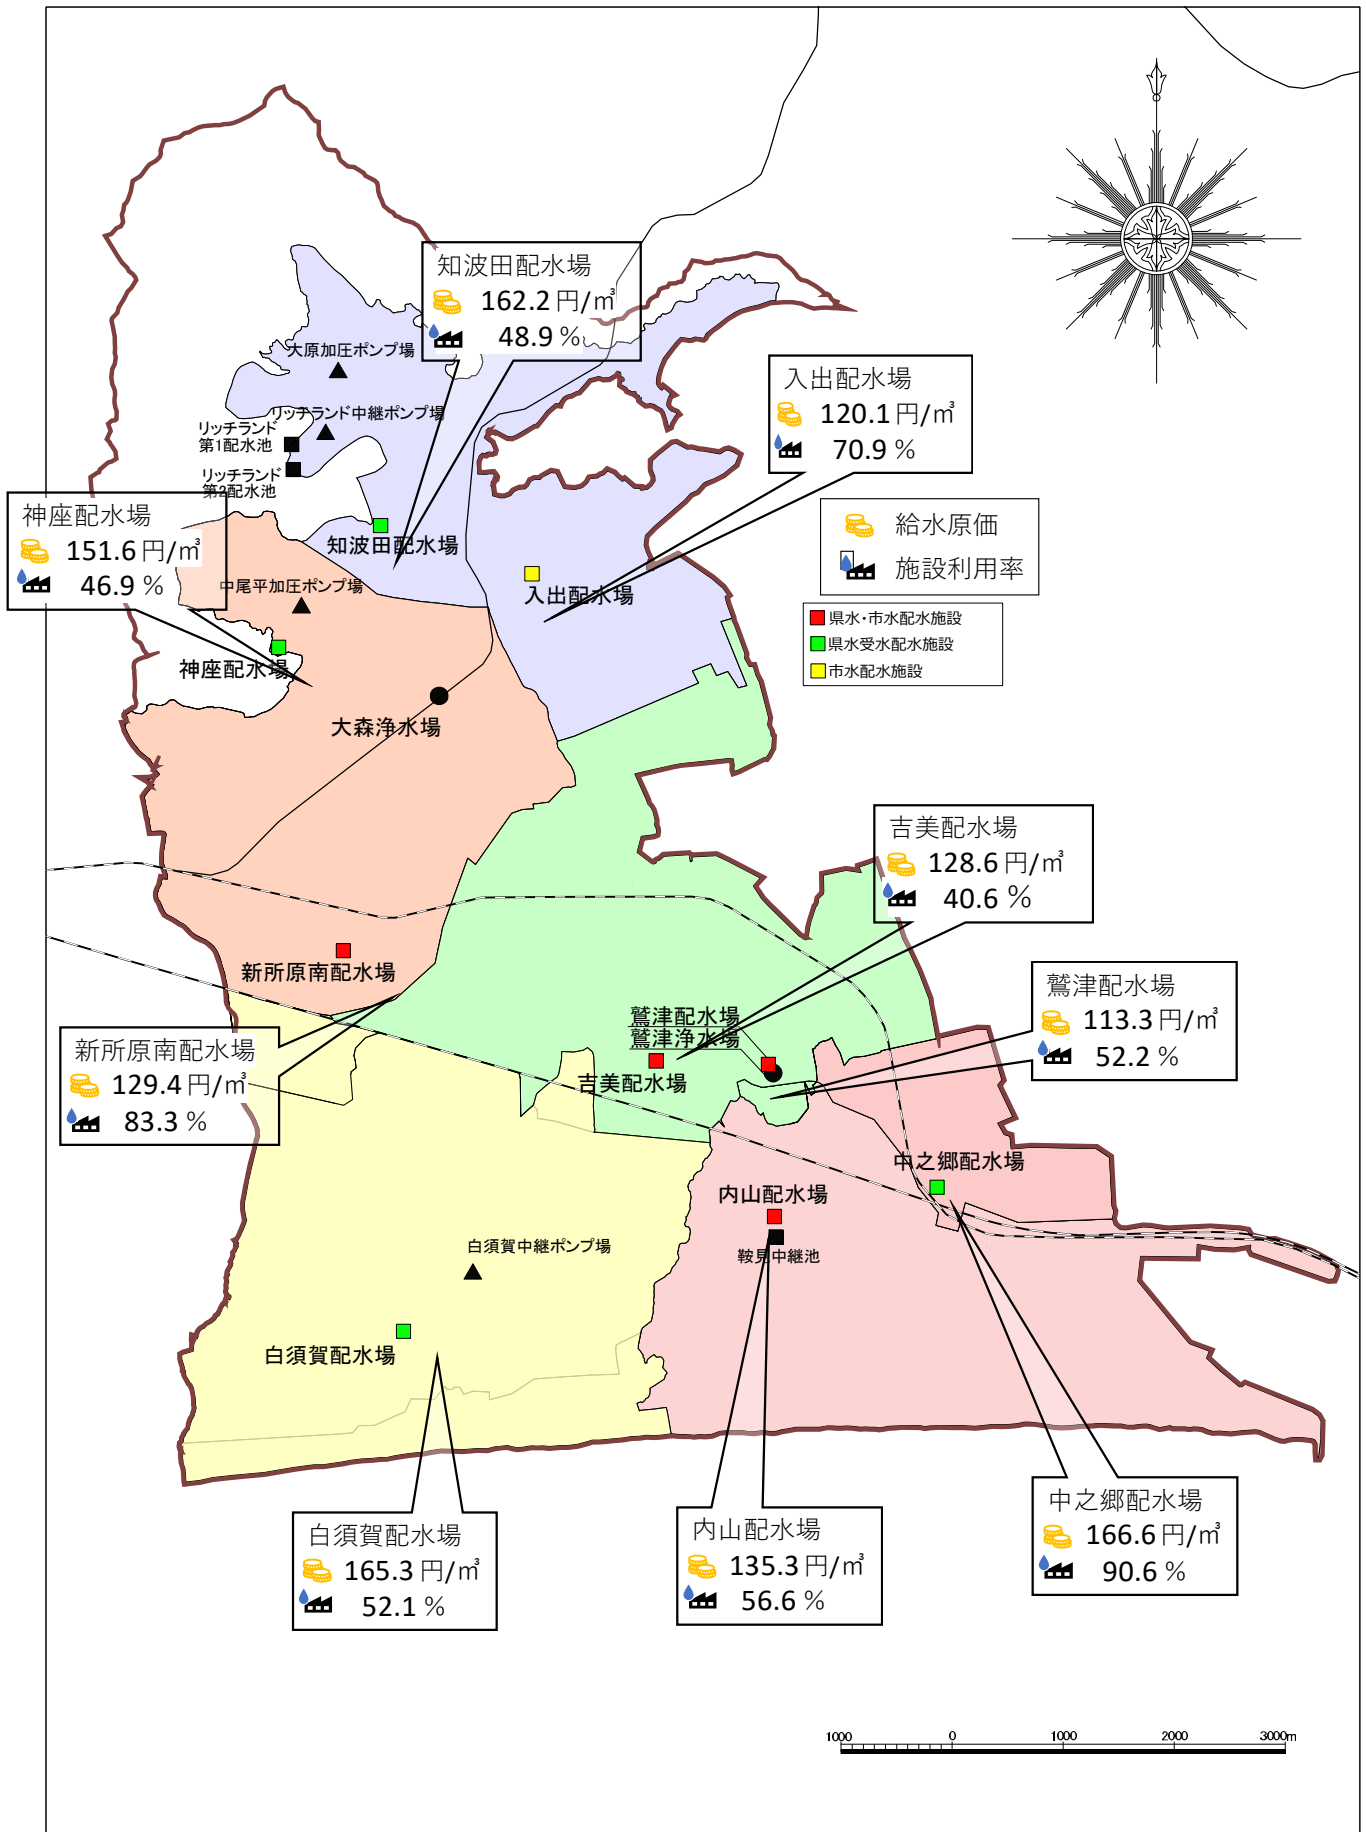 知波田配水場
162.2 円/㎥
48.9 %
大原加圧ポンプ場
リッチランド中継ポンプ場
リッチランド
第1配水池
リッチランド
第2配水池
入出配水場
120.1 円/㎥
70.9 %
神座配水場
151.6 円/㎥
46.9 %
知波田配水場
中尾平加圧ポンプ場
入出配水場
給水原価
施設利用率
県水・市水配水施設
県水受水配水施設
市水配水施設
神座配水場
大森浄水場
吉美配水場
128.6 円/㎥
40.6 %
新所原南配水場
鷲津配水場
113.3 円/㎥
52.2 %
鷲津配水場
鷲津浄水場
吉美配水場
新所原南配水場
129.4 円/㎥
83.3 %
中之郷配水場
内山配水場
鞍見中継池
白須賀中継ポンプ場
白須賀配水場
白須賀配水場
165.3 円/㎥
52.1 %
内山配水場
135.3 円/㎥
56.6 %
中之郷配水場
166.6 円/㎥
90.6 %
1000 0 1000 2000 3000m